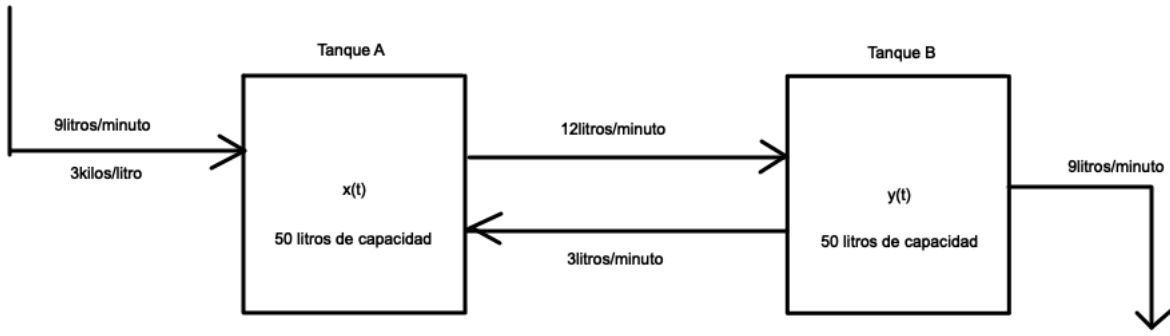 Tanque A
Tanque B
9litros/minuto
3kilos/litro
12litros/minuto
3litros/minuto
x(t)
50 litros de capacidad
y(t)
50 litros de capacidad
9litros/minuto